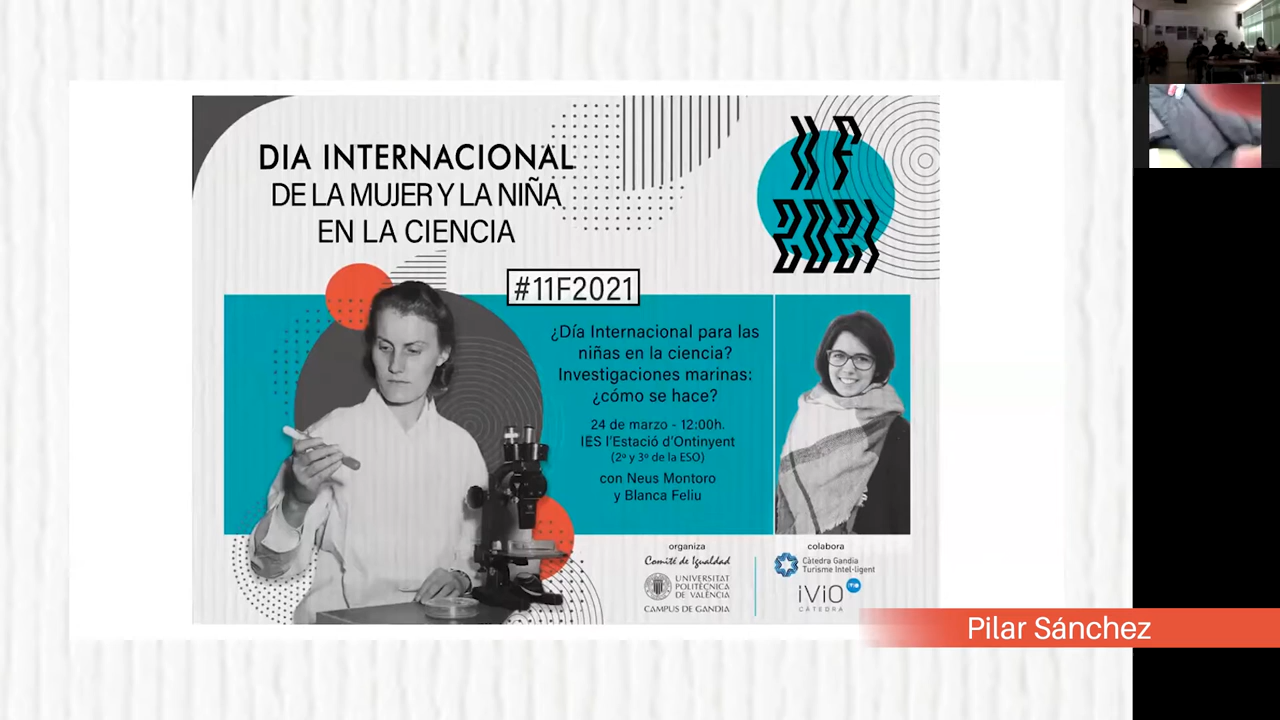 DIA INTERNACIONAL
DE LA MUJER Y LA NIÑA
EN LA CIENCIA
11F
2021
#11F2021
¿Día Internacional para las
niñas en la ciencia?
Investigaciones marinas:
¿cómo se hace?
24 de marzo - 12:00h.
IES l'Estació d'Ontinyent
(2º y 3º de la ESO)
con Neus Montoro
y Blanca Feliu
organiza
Comité de Igualdad
UNIVERSITAT
POLITÈCNICA
DE VALÈNCIA
CAMPUS DE GANDIA
colabora
Càtedra Gandia
Turisme Intel·ligent
iViO
CÁTEDRA
Pilar Sánchez